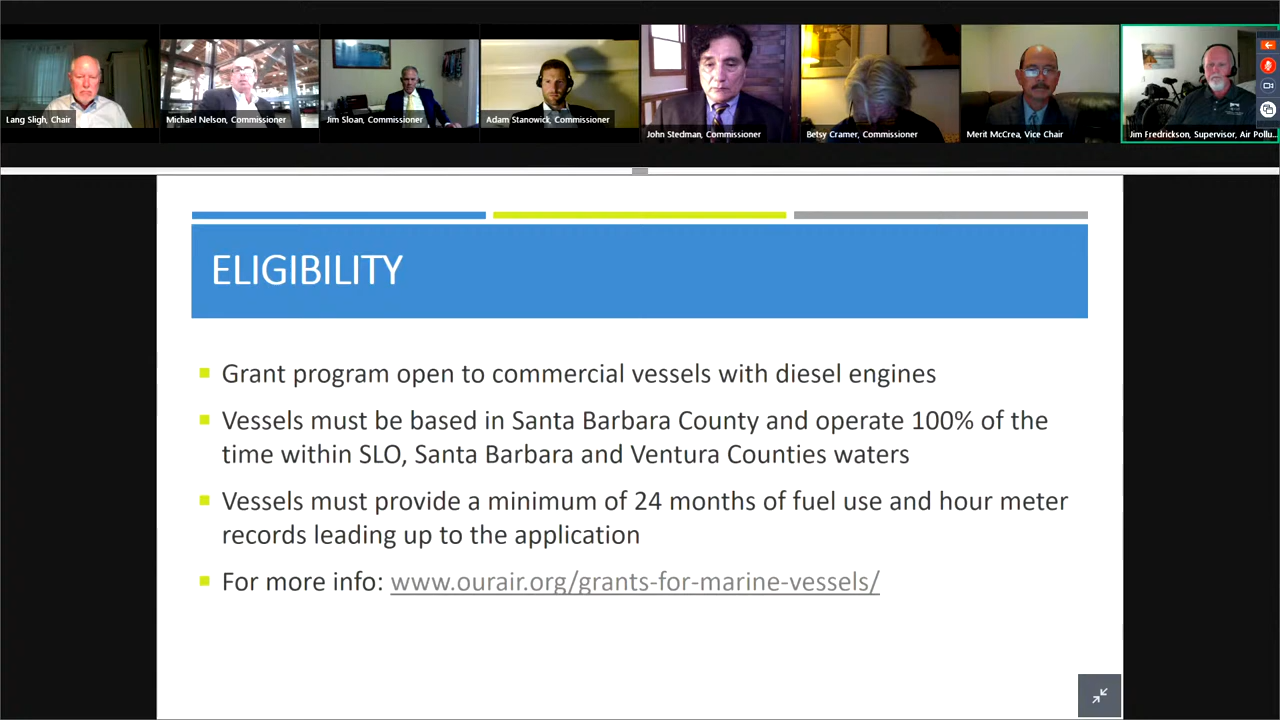 Lang Sligh, Chair
Michael Nelson, Commissioner
Jim Sloan, Commissioner
Adam Stanowick, Commissioner
John Stedman, Commissioner
Betsy Cramer, Commissioner
Merit McCrea, Vice Chair
Jim Fredrickson, Supervisor, Air Pollu...
ELIGIBILITY
Grant program open to commercial vessels with diesel engines
Vessels must be based in Santa Barbara County and operate 100% of the
time within SLO, Santa Barbara and Ventura Counties waters
Vessels must provide a minimum of 24 months of fuel use and hour meter
records leading up to the application
For more info: www.ourair.org/grants-for-marine-vessels/